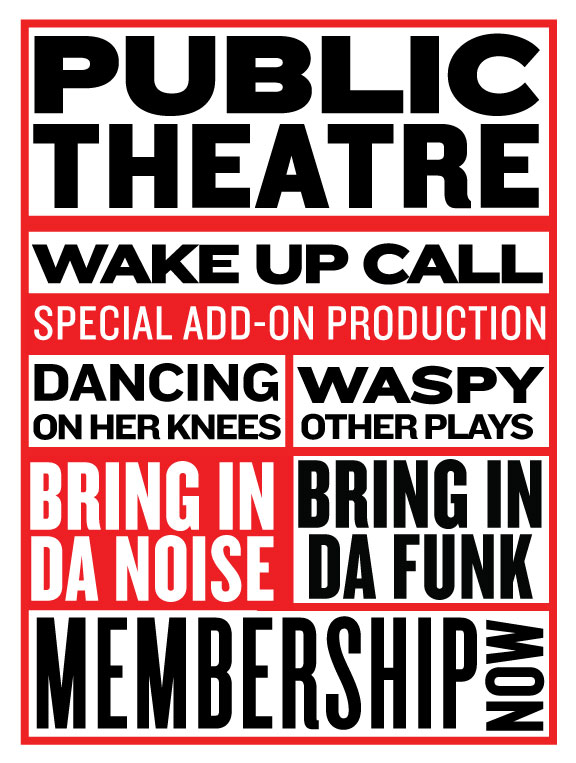 PUBLIC
THEATRE
WAKE UP CALL
SPECIAL ADD-ON PRODUCTION
DANCING
ON HER KNEES
WASPY
OTHER PLAYS
BRING IN
DA NOISE
BRING IN
DA FUNK
MEMBERSHIP
NOW